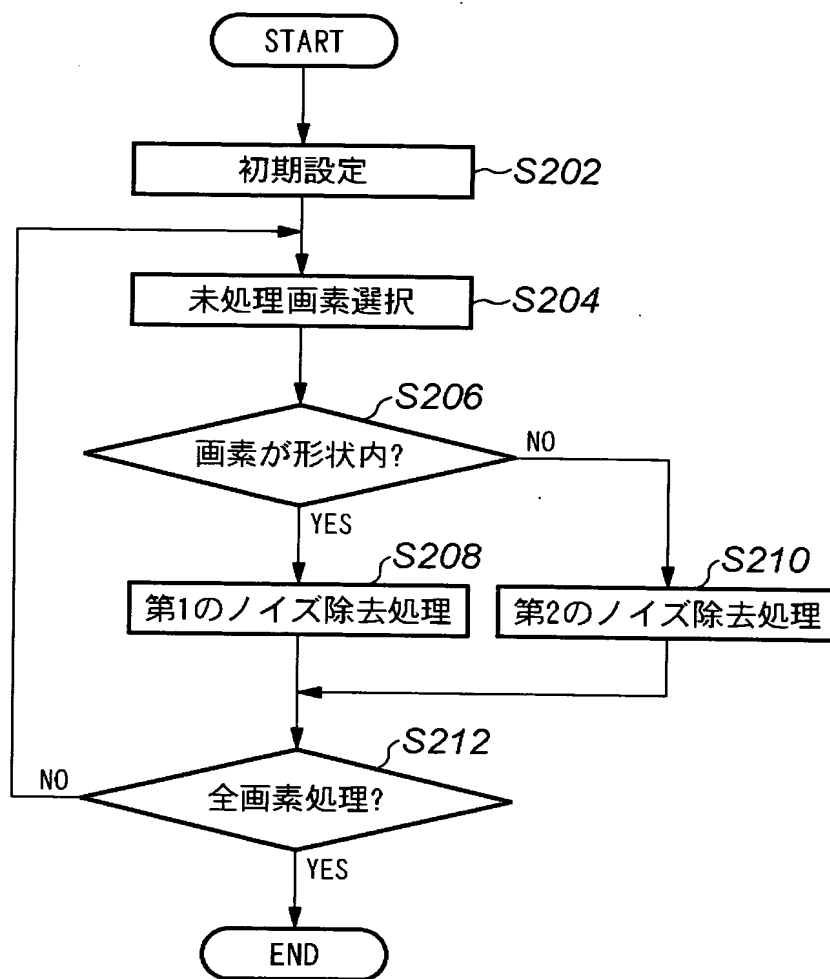 START
初期設定
S202
未処理画素選択
S204
S206
画素が形状内?
NO
YES
S208
第1のノイズ除去処理
S210
第2のノイズ除去処理
S212
全画素処理?
NO
YES
END